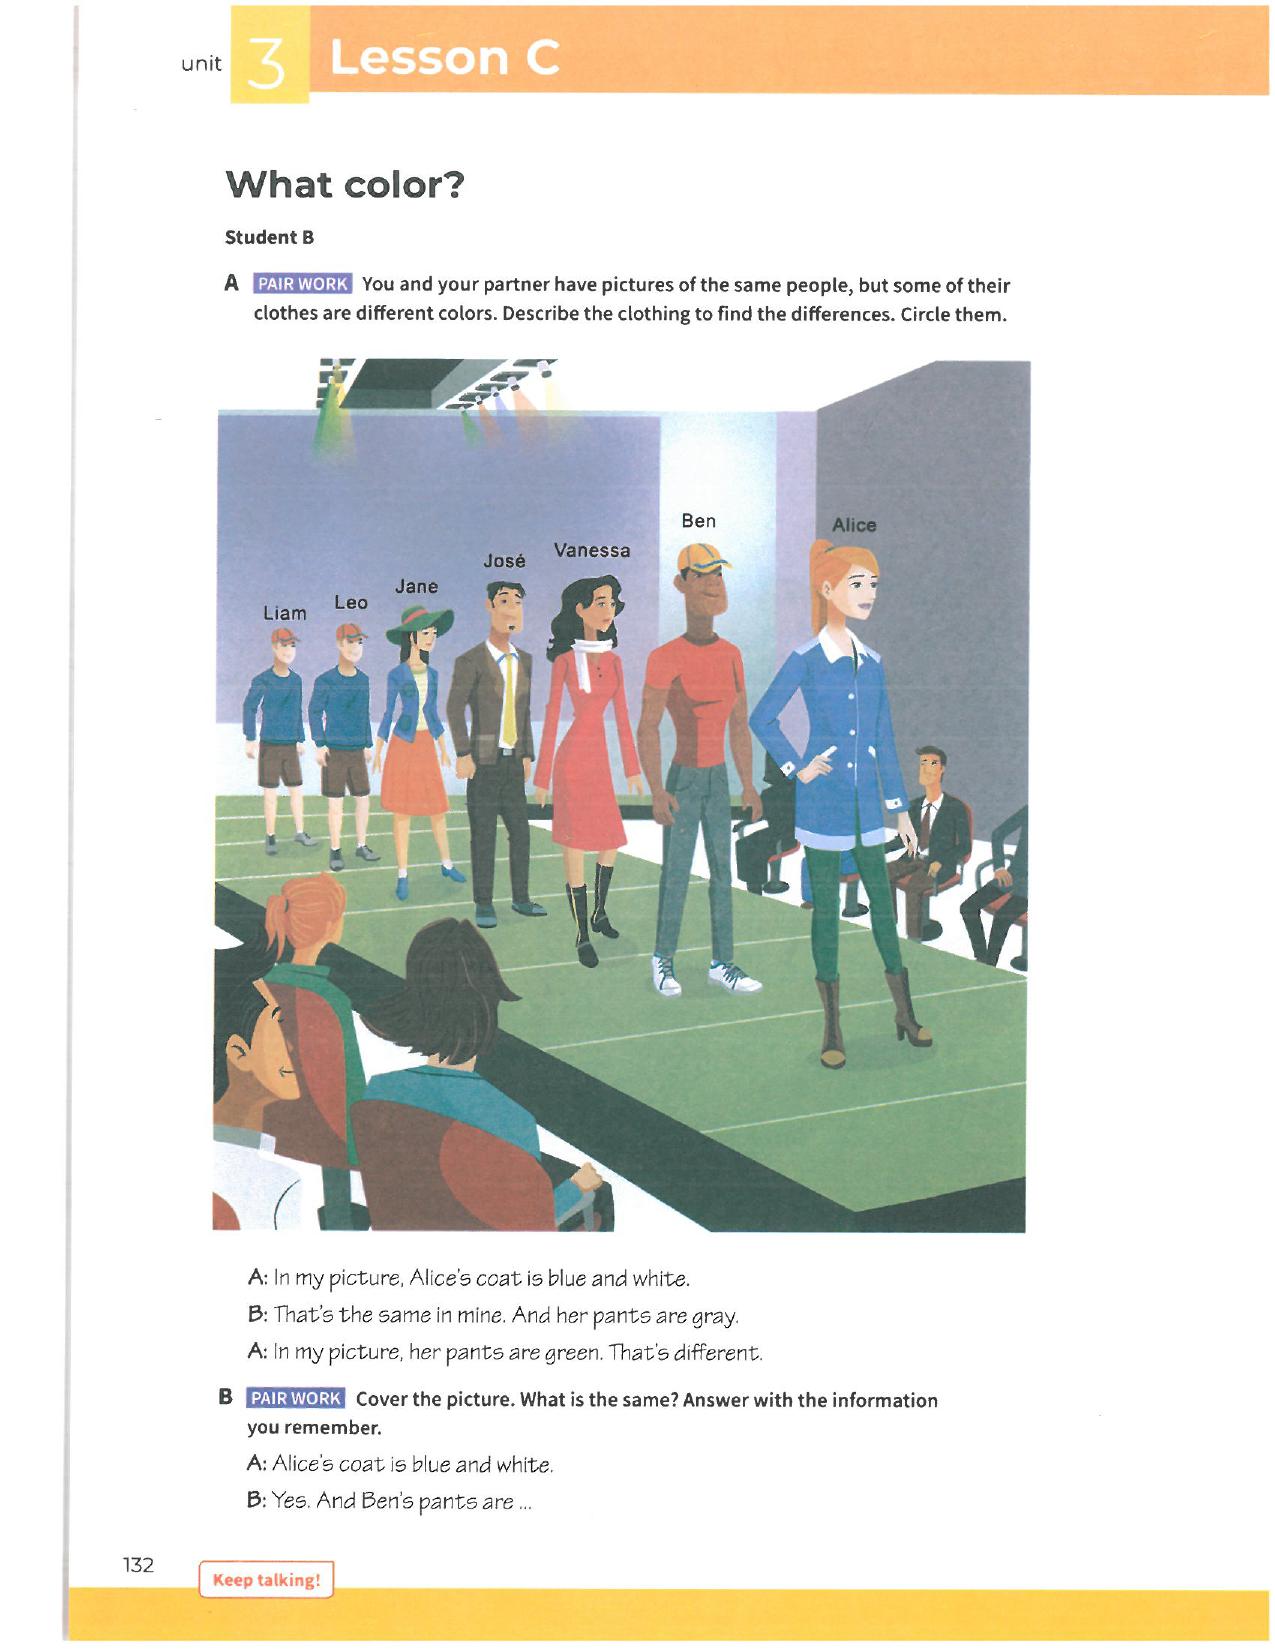 unit 3 Lesson C
What color?
Student B
A PAIR WORK You and your partner have pictures of the same people, but some of their
clothes are different colors. Describe the clothing to find the differences. Circle them.
Ben
Alice
Vanessa
José
Jane
Leo
Liam
A: In my picture, Alice's coat is blue and white.
B: That's the same in mine. And her pants are gray.
A: In my picture, her pants are green. That's different.
B PAIR WORK Cover the picture. What is the same? Answer with the information
you remember.
A: Alice's coat is blue and white.
B: Yes. And Ben's pants are ...
132
Keep talking!